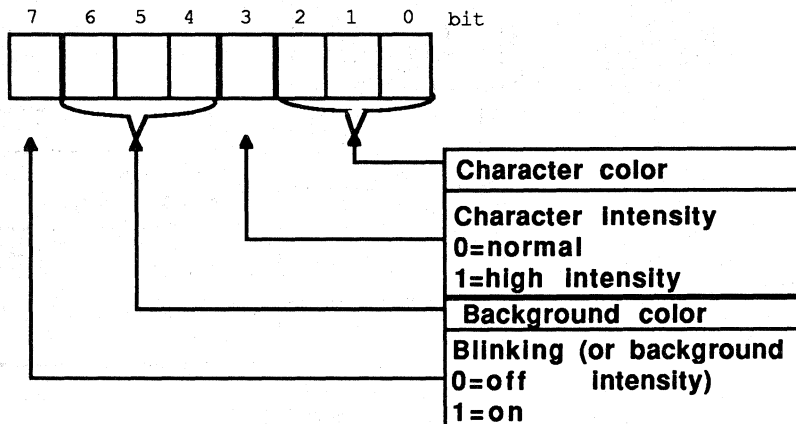 7 6 5 4 3 2 1 0 bit
Character color
Character intensity
0=normal
1=high intensity
Background color
Blinking (or background
0=off intensity)
1=on